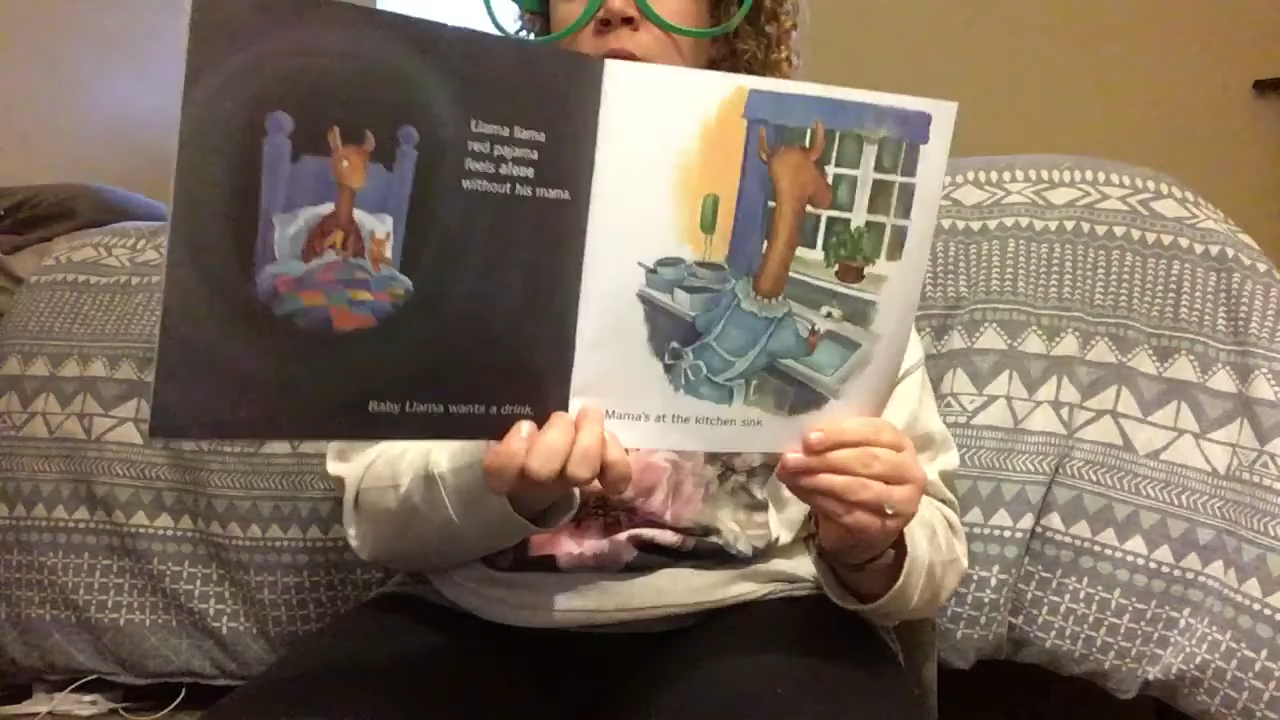 Llama llama
red pajama
feels alone
without his mama.
Baby Llama wants a drink.
Mama's at the kitchen sink.